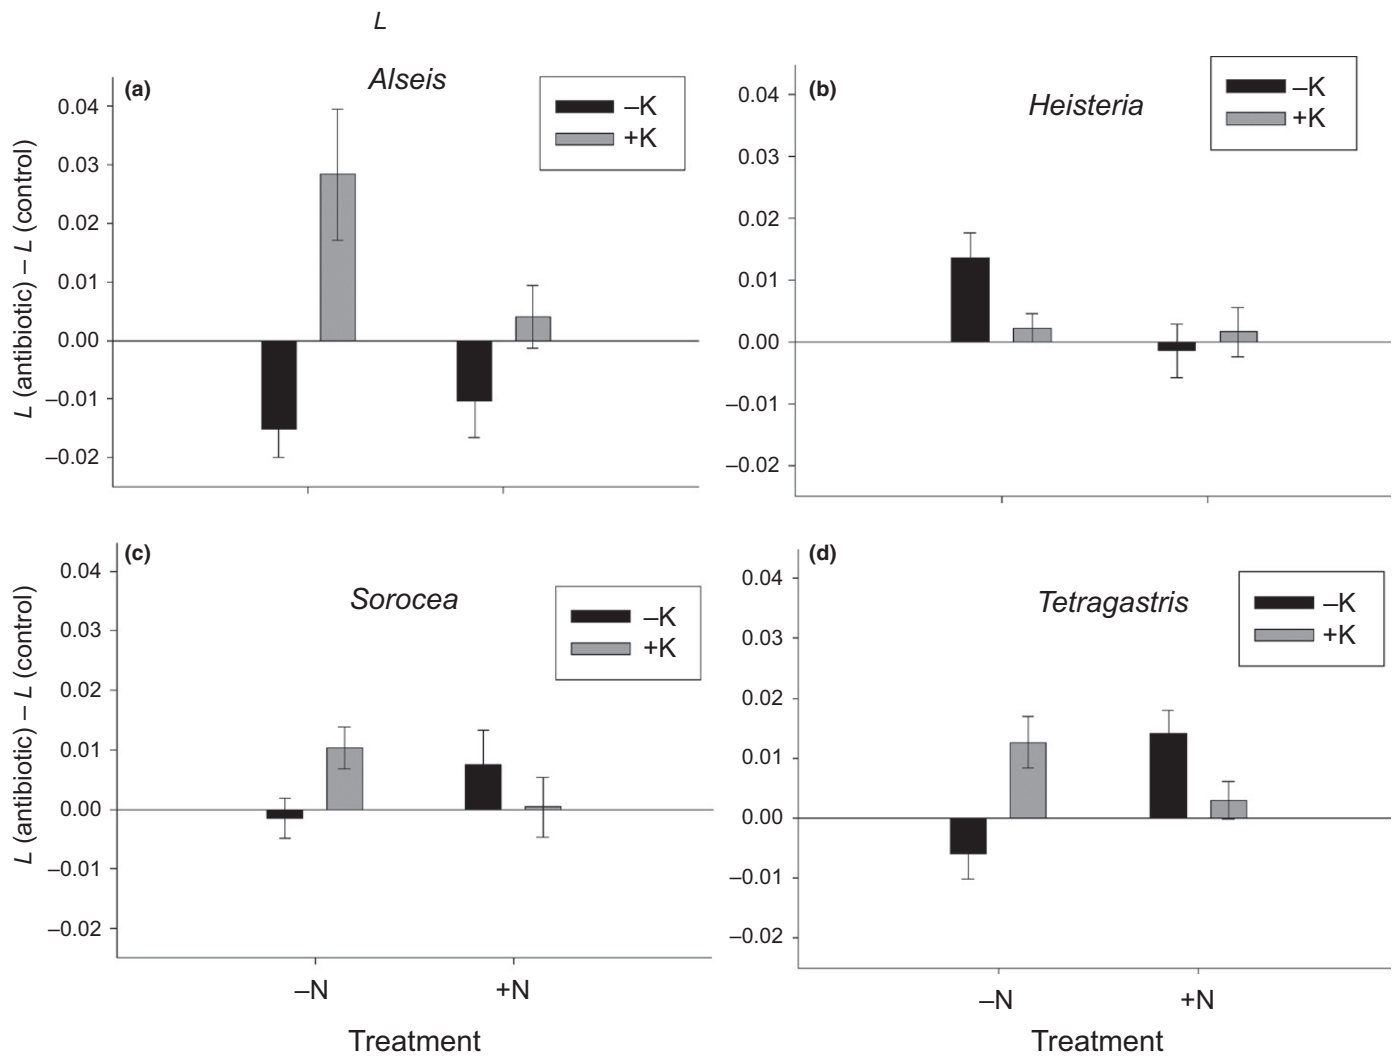 L
(a)
Alseis
–K
+K
0.04
0.03
0.02
0.01
0.00
–0.01
–0.02
L (antibiotic) – L (control)
(b)
Heisteria
–K
+K
0.04
0.03
0.02
0.01
0.00
–0.01
–0.02
(c)
Sorocea
–K
+K
0.04
0.03
0.02
0.01
0.00
–0.01
–0.02
L (antibiotic) – L (control)
–N
+N
Treatment
(d)
Tetragastris
–K
+K
0.04
0.03
0.02
0.01
0.00
–0.01
–0.02
–N
+N
Treatment